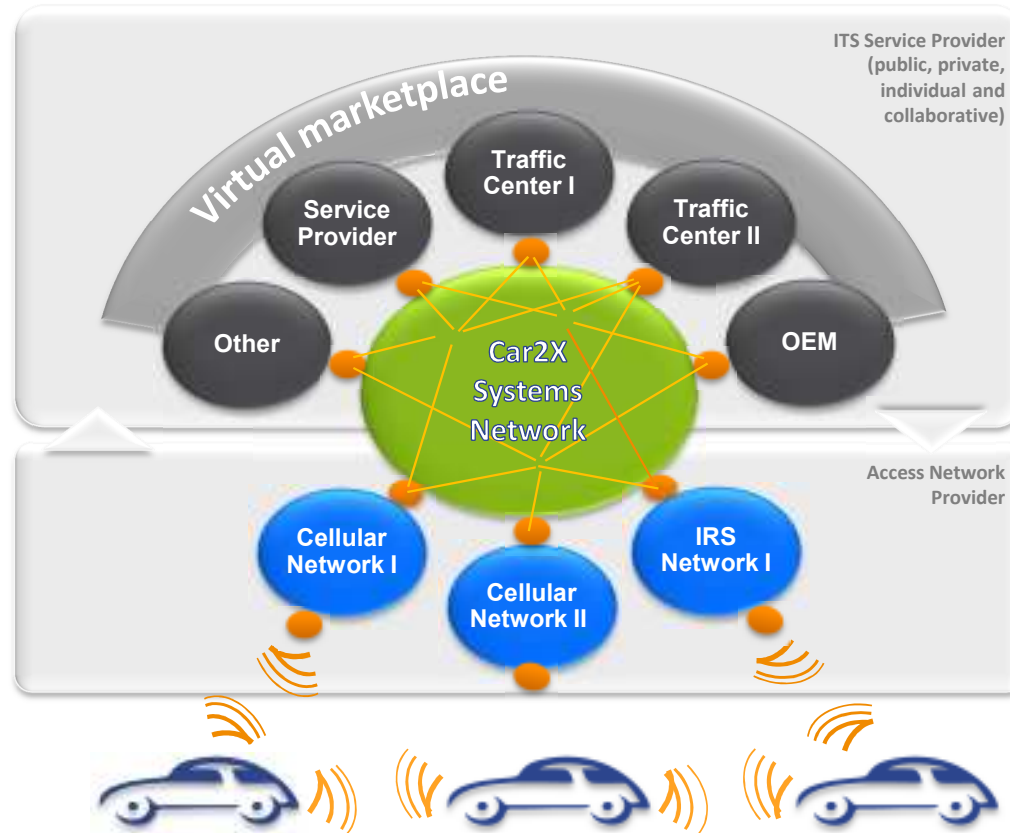 ITS Service Provider
(public, private,
individual and
collaborative)
Virtual marketplace
Traffic
Center I
Service
Provider
Traffic
Center II
Other
OEM
Car2X
Systems
Network
Access Network
Provider
Cellular
Network I
IRS
Network I
Cellular
Network II